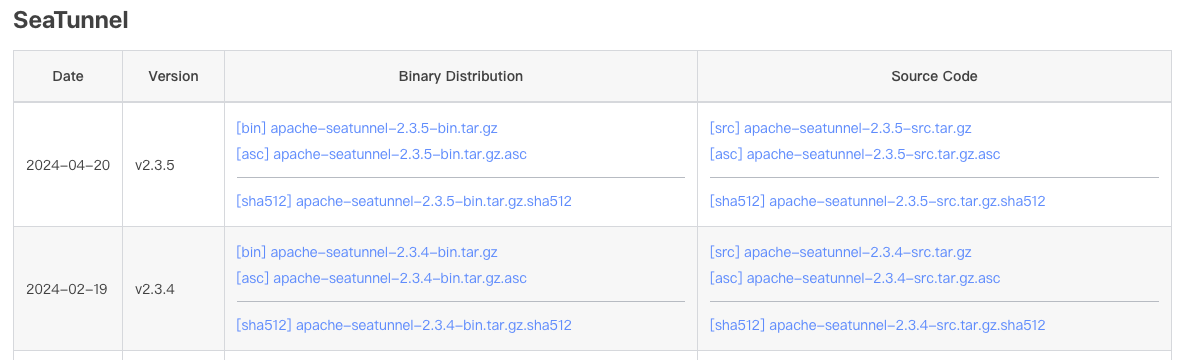 SeaTunnel
Date Version Binary Distribution Source Code
[bin] apache-seatunnel-2.3.5-bin.tar.gz [src] apache-seatunnel-2.3.5-src.tar.gz
[asc] apache-seatunnel-2.3.5-bin.tar.gz.asc [asc] apache-seatunnel-2.3.5-src.tar.gz.asc
2024-04-20 v2.3.5
[sha512] apache-seatunnel-2.3.5-bin.tar.gz.sha512 [sha512] apache-seatunnel-2.3.5-src.tar.gz.sha512
[bin] apache-seatunnel-2.3.4-bin.tar.gz [src] apache-seatunnel-2.3.4-src.tar.gz
[asc] apache-seatunnel-2.3.4-bin.tar.gz.asc [asc] apache-seatunnel-2.3.4-src.tar.gz.asc
2024-02-19 v2.3.4
[sha512] apache-seatunnel-2.3.4-bin.tar.gz.sha512 [sha512] apache-seatunnel-2.3.4-src.tar.gz.sha512